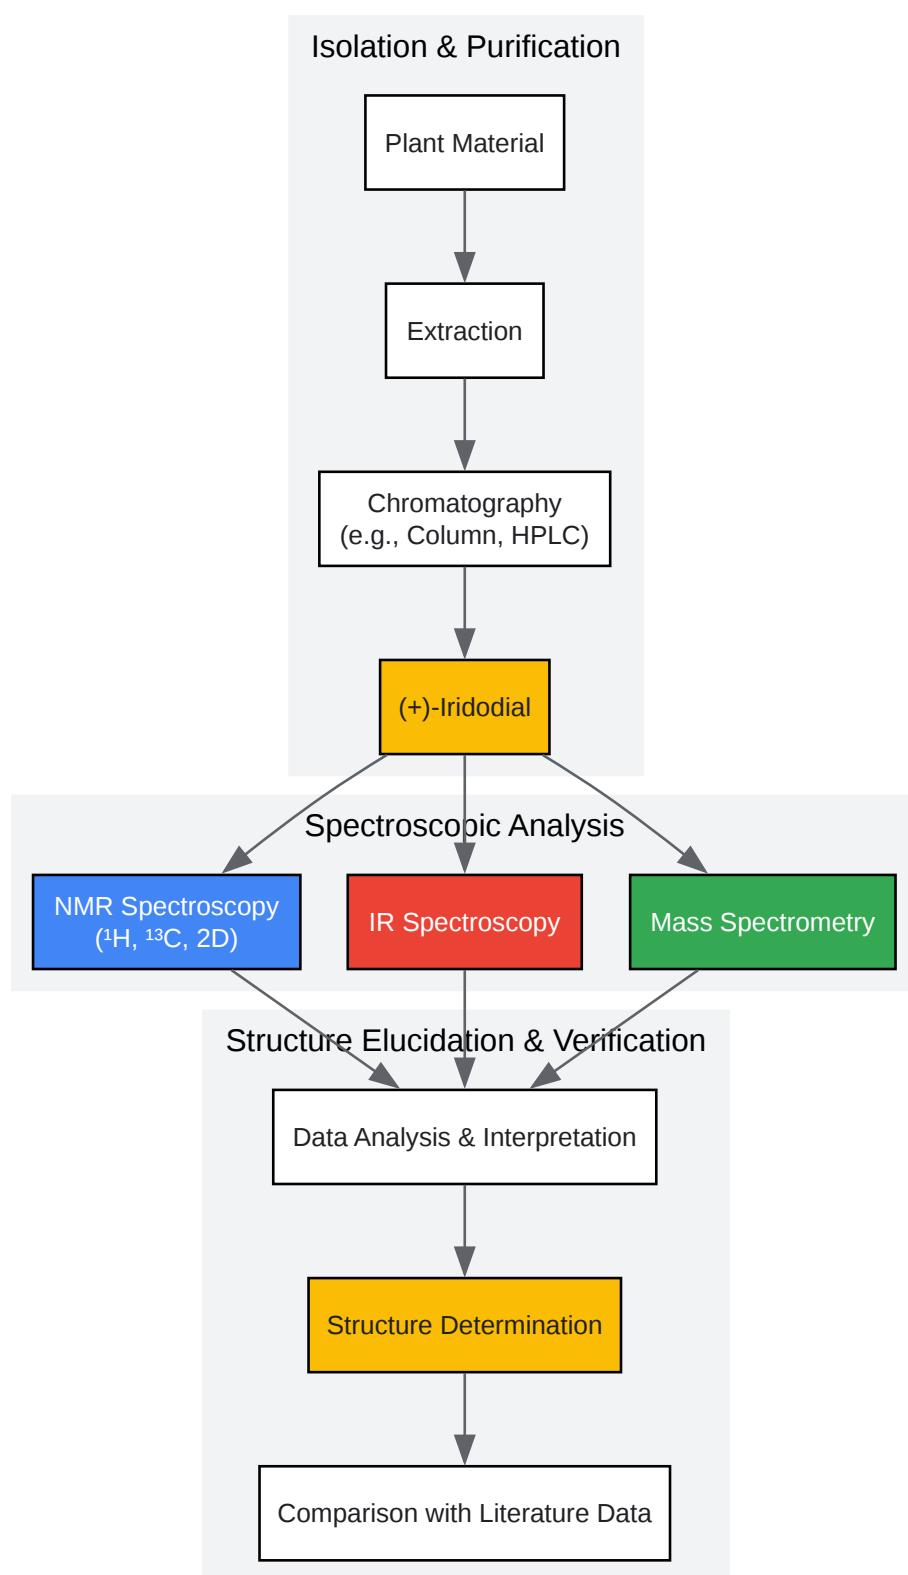 Isolation & Purification
Plant Material
Extraction
Chromatography
(e.g., Column, HPLC)
(+)-Iridodial
Spectroscopic Analysis
NMR Spectroscopy
(¹H, ¹³C, 2D)
IR Spectroscopy
Mass Spectrometry
Structure Elucidation & Verification
Data Analysis & Interpretation
Structure Determination
Comparison with Literature Data